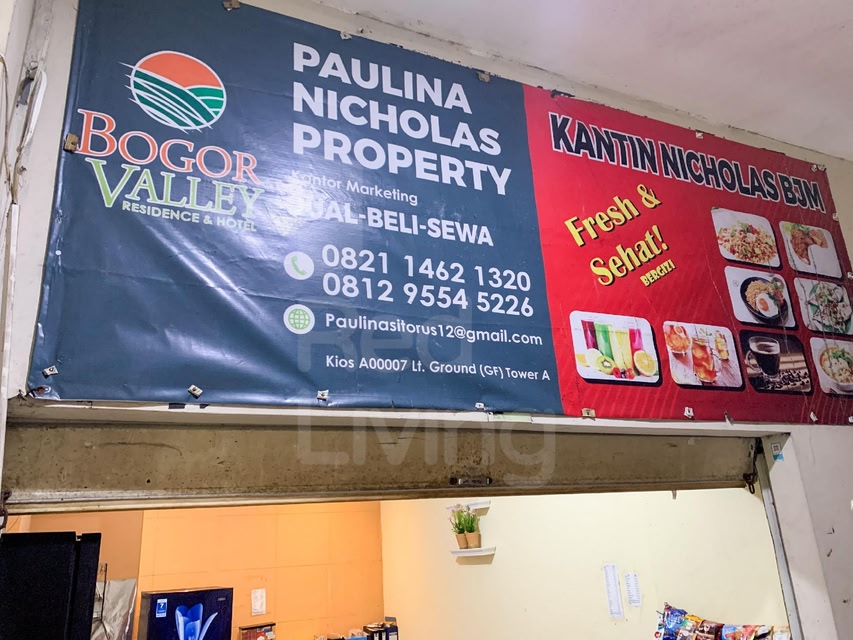 BOGOR
VALLEY
RESIDENCE & HOTEL
PAULINA
NICHOLAS
PROPERTY
Kantor Marketing
JUAL-BELI-SEWA
0821 1462 1320
0812 9554 5226
Paulinasitorus12@gmail.com
Kios A00007 Lt. Ground (GF) Tower A
KANTIN NICHOLAS BJM
Fresh &
Sehat!
BERGIZI
Red
Living